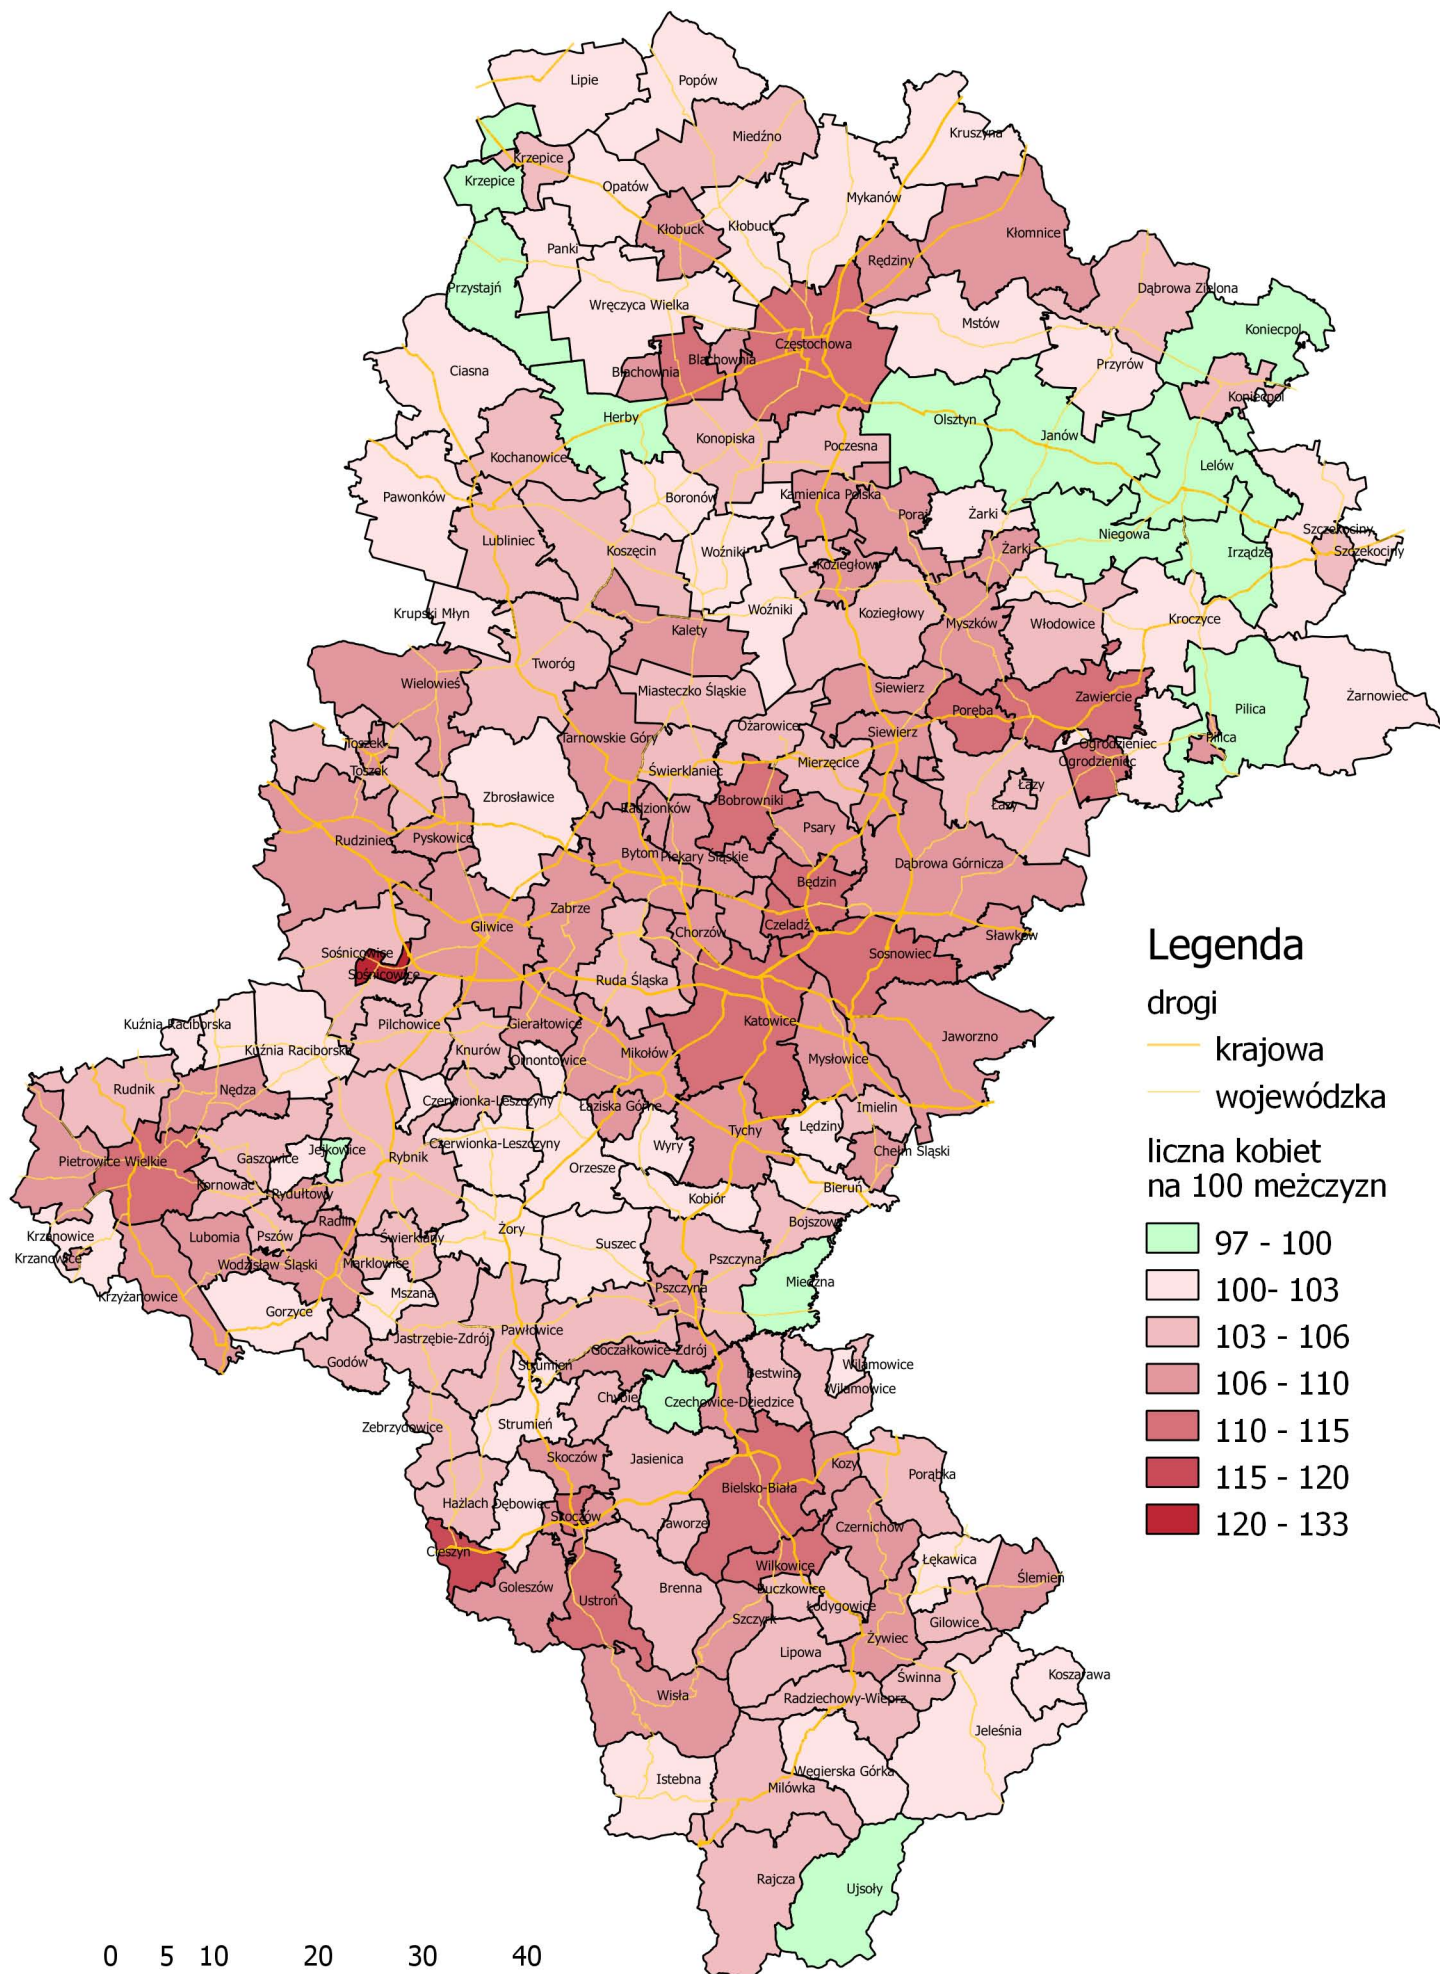 Lipie
Popów
Miedźno
Kruszyna
Krzepice
Krzepice
Opatów
Mykanów
Kłobuck
Kłobuck
Kłomnice
Panki
Rędziny
Przystajń
Dąbrowa Zielona
Wręczyca Wielka
Mstów
Koniecpol
Częstochowa
Blachownia
Przyrów
Ciasna
Blachownia
Koniecpol
Herby
Olsztyn
Janów
Konopiska
Poczesna
Kochanowice
Lelów
Pawonków
Boronów
Kamienica Polska
Poraj
Żarki
Szczekociny
Niegowa
Lubliniec
Koszęcin
Woźniki
Żarki
Irządze
Szczekociny
Koziegłowy
Krupski Młyn
Woźniki
Koziegłowy
Kroczyce
Kalety
Myszków
Włodowice
Tworóg
Wielowieś
Miasteczko Śląskie
Siewierz
Zawiercie
Żarnowiec
Poręba
Pilica
Ożarowice
Siewierz
Tarnowskie Góry
Pilica
Toszek
Ogrodzieniec
Ogrodzieniec
Toszek
Świerklaniec
Mierzęcice
Łazy
Zbrosławice
Bobrowniki
Łazy
Radzionków
Psary
Rudziniec
Pyskowice
Bytom
Piekary Śląskie
Dąbrowa Górnicza
Będzin
Zabrze
Gliwice
Chorzów
Czeladź
Sławków
Sośnicowice
Sosnowiec
Sośnicowice
Ruda Śląska
Kuźnia Raciborska
Pilchowice
Gierałtowice
Katowice
Jaworzno
Kuźnia Raciborska
Knurów
Ornontowice
Mikołów
Mysłowice
Rudnik
Nędza
Czerwionka-Leszczyny
Łaziska Górne
Imielin
Lędziny
Tychy
Czerwionka-Leszczyny
Wyry
Jejkowice
Chełm Śląski
Pietrowice Wielkie
Gaszowice
Rybnik
Orzesze
Kornowac
Rydułtowy
Kobiór
Bieruń
Radlin
Bojszowy
Krzanowice
Lubomia
Pszów
Świerklany
Żory
Suszec
Krzanowice
Wodzisław Śląski
Marklowice
Pszczyna
Miedźna
Krzyżanowice
Mszana
Pszczyna
Gorzyce
Jastrzębie-Zdrój
Pawłowice
Godów
Goczałkowice-Zdrój
Strumień
Wilamowice
Bestwina
Wilamowice
Chybie
Czechowice-Dziedzice
Zebrzydowice
Strumień
Skoczów
Jasienica
Kozy
Porąbka
Bielsko-Biała
Hażlach
Dębowiec
Skoczów
Jaworze
Czernichów
Cieszyn
Łękawica
Wilkowice
Ślemień
Goleszów
Brenna
Buczkowice
Ustroń
Łodygowice
Szczyrk
Gilowice
Żywiec
Lipowa
Świnna
Koszarawa
Wisła
Radziechowy-Wieprz
Jeleśnia
Istebna
Węgierska Górka
Milówka
Rajcza
Ujsoły
Legenda
drogi
krajowa
wojewódzka
liczna kobiet
na 100 meżczyzn
97 - 100
100- 103
103 - 106
106 - 110
110 - 115
115 - 120
120 - 133
0 5 10 20 30 40